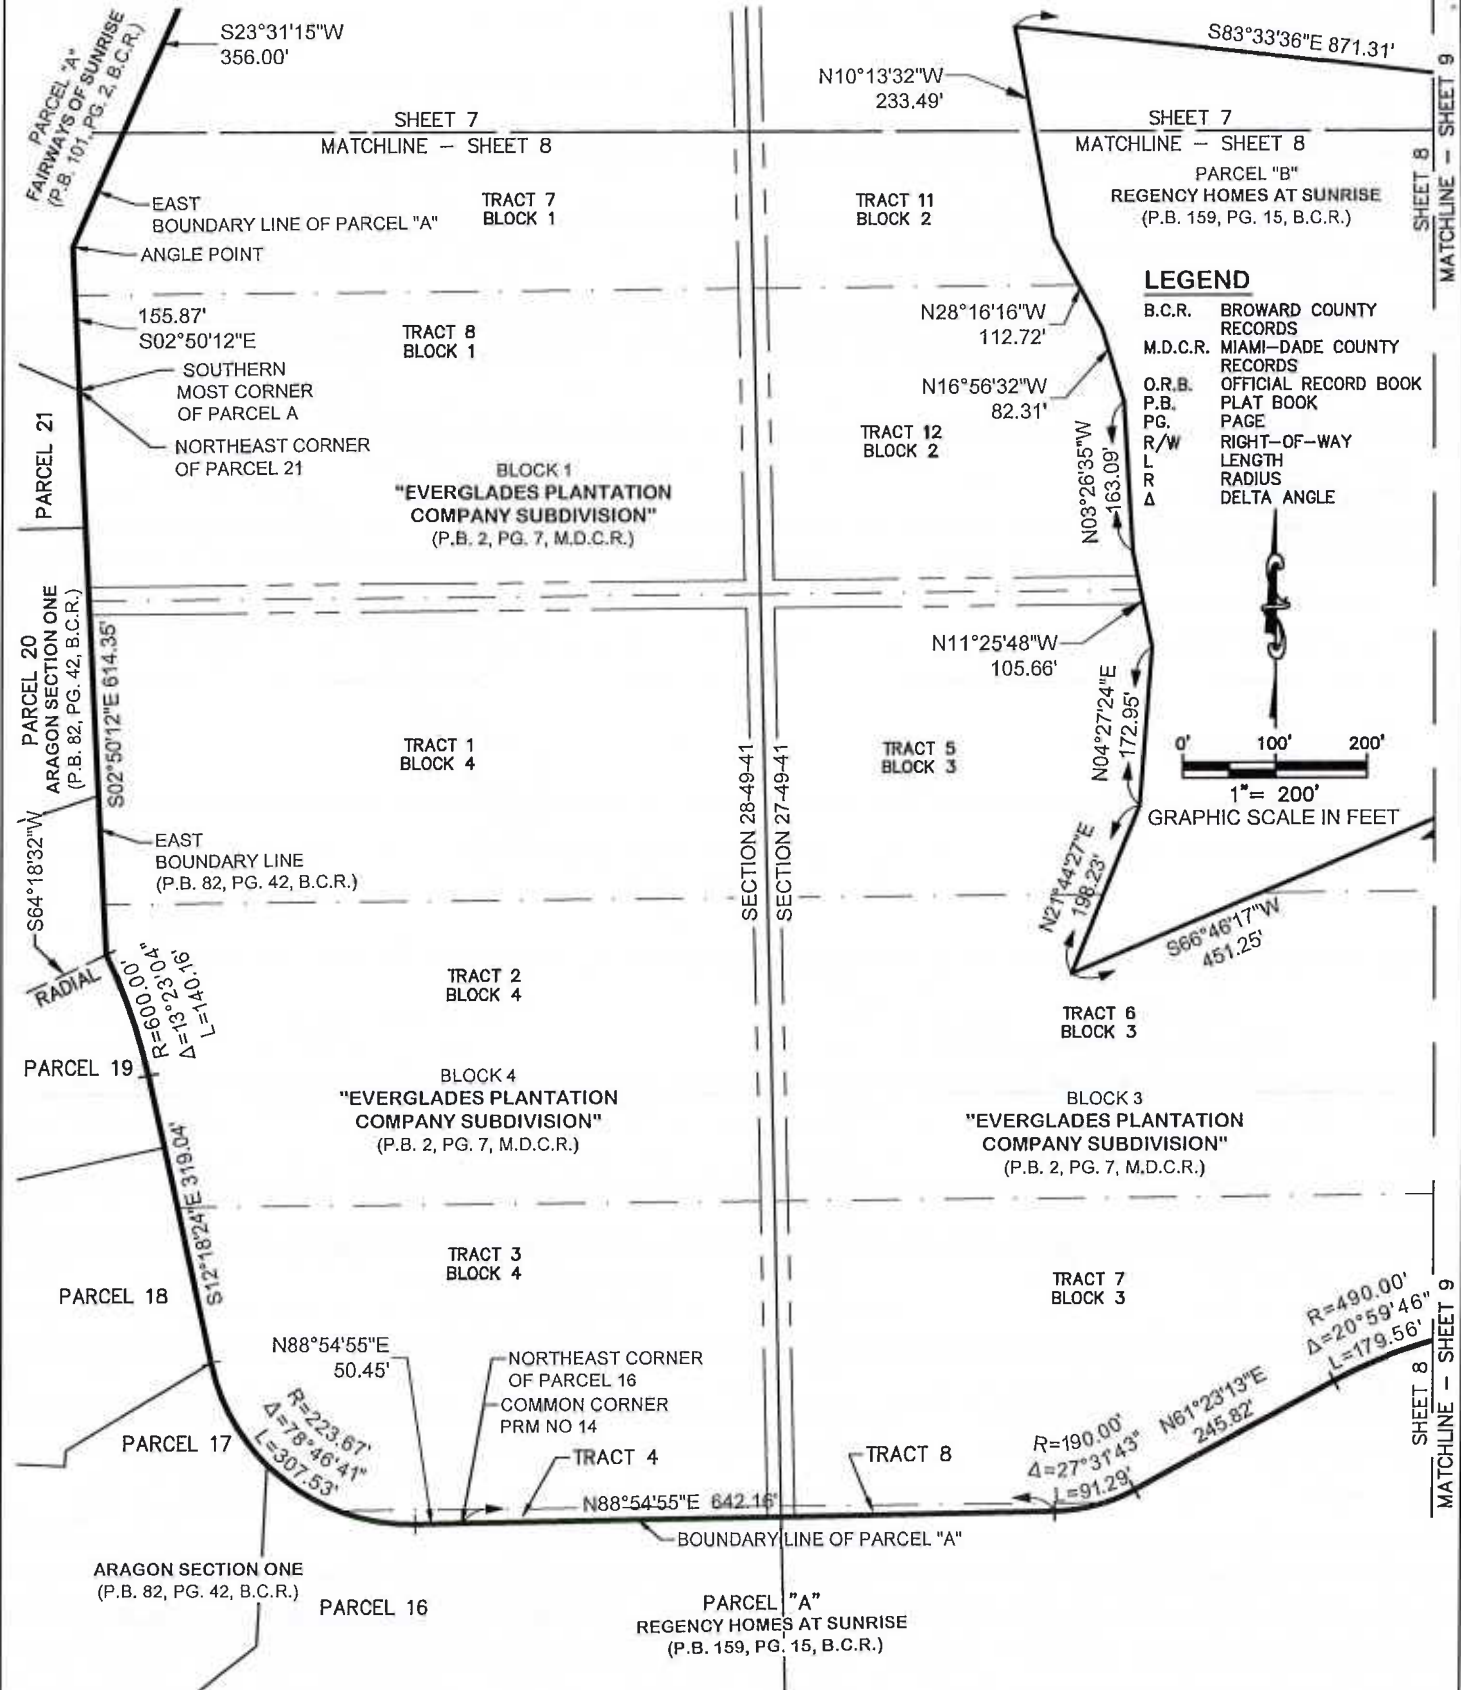 S23°31'15"W
356.00'
PARCEL "A"
FAIRWAYS OF SUNRISE
(P.B. 101, PG. 2, B.C.R.)
N10°13'32"W
233.49'
S83°33'36"E 871.31'
SHEET 7
MATCHLINE - SHEET 8
SHEET 7
MATCHLINE - SHEET 8
SHEET 8
MATCHLINE - SHEET 9
EAST
BOUNDARY LINE OF PARCEL "A"
ANGLE POINT
TRACT 7
BLOCK 1
TRACT 11
BLOCK 2
PARCEL "B"
REGENCY HOMES AT SUNRISE
(P.B. 159, PG. 15, B.C.R.)
155.87'
S02°50'12"E
SOUTHERN
MOST CORNER
OF PARCEL A
NORTHEAST CORNER
OF PARCEL 21
TRACT 8
BLOCK 1
N28°16'16"W
112.72'
N16°56'32"W
82.31'
TRACT 12
BLOCK 2
N03°26'35"W
163.09'
LEGEND
B.C.R. BROWARD COUNTY
RECORDS
M.D.C.R. MIAMI-DADE COUNTY
RECORDS
O.R.B. OFFICIAL RECORD BOOK
P.B. PLAT BOOK
PG. PAGE
R/W RIGHT-OF-WAY
L LENGTH
R RADIUS
Δ DELTA ANGLE
PARCEL 21
BLOCK 1
"EVERGLADES PLANTATION
COMPANY SUBDIVISION"
(P.B. 2, PG. 7, M.D.C.R.)
PARCEL 20
ARAGON SECTION ONE
(P.B. 82, PG. 42, B.C.R.)
S02°50'12"E 614.35'
N11°25'48"W
105.66'
N04°27'24"E
172.95'
TRACT 1
BLOCK 4
TRACT 5
BLOCK 3
SECTION 28-49-41
SECTION 27-49-41
0' 100' 200'
1"= 200'
GRAPHIC SCALE IN FEET
EAST
BOUNDARY LINE
(P.B. 82, PG. 42, B.C.R.)
S64°18'32"W
RADIAL
N21°44'27"E
198.23'
S66°46'17"W
451.25'
R=600.00'
Δ=13°23'04"
L=140.16'
TRACT 2
BLOCK 4
TRACT 6
BLOCK 3
PARCEL 19
BLOCK 4
"EVERGLADES PLANTATION
COMPANY SUBDIVISION"
(P.B. 2, PG. 7, M.D.C.R.)
BLOCK 3
"EVERGLADES PLANTATION
COMPANY SUBDIVISION"
(P.B. 2, PG. 7, M.D.C.R.)
S12°18'24"E 319.04'
TRACT 3
BLOCK 4
TRACT 7
BLOCK 3
PARCEL 18
R=490.00'
Δ=20°59'46"
L=179.56'
SHEET 8
MATCHLINE - SHEET 9
N88°54'55"E
50.45'
NORTHEAST CORNER
OF PARCEL 16
COMMON CORNER
PRM NO 14
R=223.67'
Δ=78°46'41"
L=307.53'
PARCEL 17
TRACT 4
TRACT 8
R=190.00'
Δ=27°31'43"
L=91.29'
N61°23'13"E
245.82'
N88°54'55"E 642.16'
BOUNDARY LINE OF PARCEL "A"
ARAGON SECTION ONE
(P.B. 82, PG. 42, B.C.R.)
PARCEL 16
PARCEL "A"
REGENCY HOMES AT SUNRISE
(P.B. 159, PG. 15, B.C.R.)